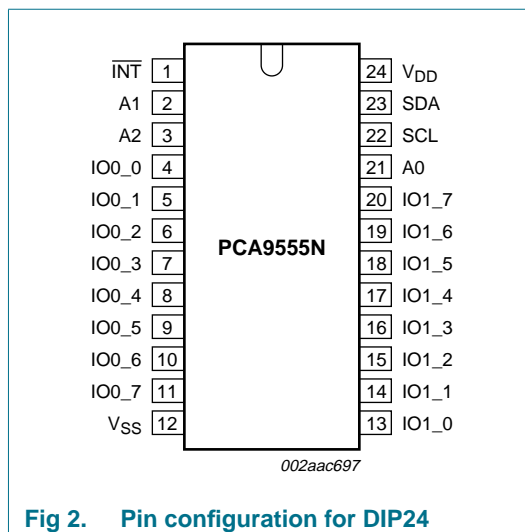 INT 1 24 VDD
A1 2 23 SDA
A2 3 22 SCL
IO0_0 4 21 A0
IO0_1 5 20 IO1_7
IO0_2 6 19 IO1_6
PCA9555N
IO0_3 7 18 IO1_5
IO0_4 8 17 IO1_4
IO0_5 9 16 IO1_3
IO0_6 10 15 IO1_2
IO0_7 11 14 IO1_1
VSS 12 13 IO1_0
002aac697
Fig 2. Pin configuration for DIP24